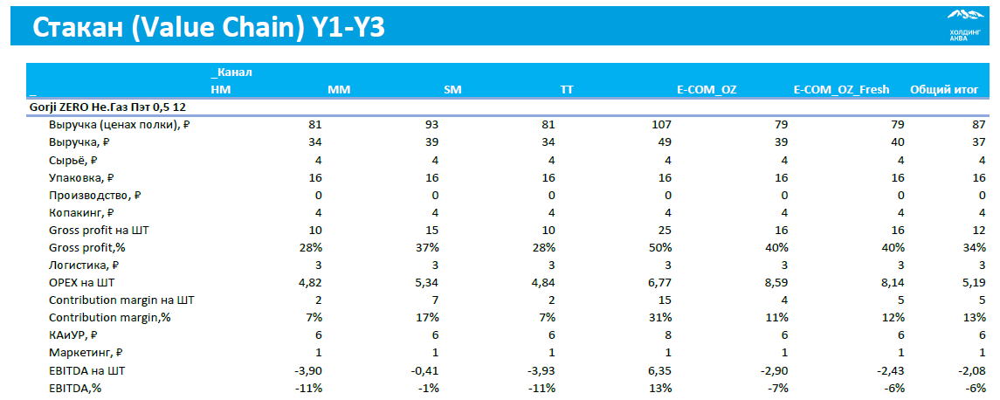 Стакан (Value Chain) Y1-Y3
ХОЛДИНГ
АКВА
_Канал
_ HM MM SM TT E-COM_OZ E-COM_OZ_Fresh Общий итог
Gorji ZERO Не.Газ Пэт 0,5 12
Выручка (ценах полки), ₽ 81 93 81 107 79 79 87
Выручка, ₽ 34 39 34 49 39 40 37
Сырьё, ₽ 4 4 4 4 4 4 4
Упаковка, ₽ 16 16 16 16 16 16 16
Производство, ₽ 0 0 0 0 0 0 0
Копакинг, ₽ 4 4 4 4 4 4 4
Gross profit на ШТ 10 15 10 25 16 16 12
Gross profit,% 28% 37% 28% 50% 40% 40% 34%
Логистика, ₽ 3 3 3 3 3 3 3
OPEX на ШТ 4,82 5,34 4,84 6,77 8,59 8,14 5,19
Contribution margin на ШТ 2 7 2 15 4 5 5
Contribution margin,% 7% 17% 7% 31% 11% 12% 13%
КАиУР, ₽ 6 6 6 8 6 6 6
Маркетинг, ₽ 1 1 1 1 1 1 1
EBITDA на ШТ -3,90 -0,41 -3,93 6,35 -2,90 -2,43 -2,08
EBITDA,% -11% -1% -11% 13% -7% -6% -6%